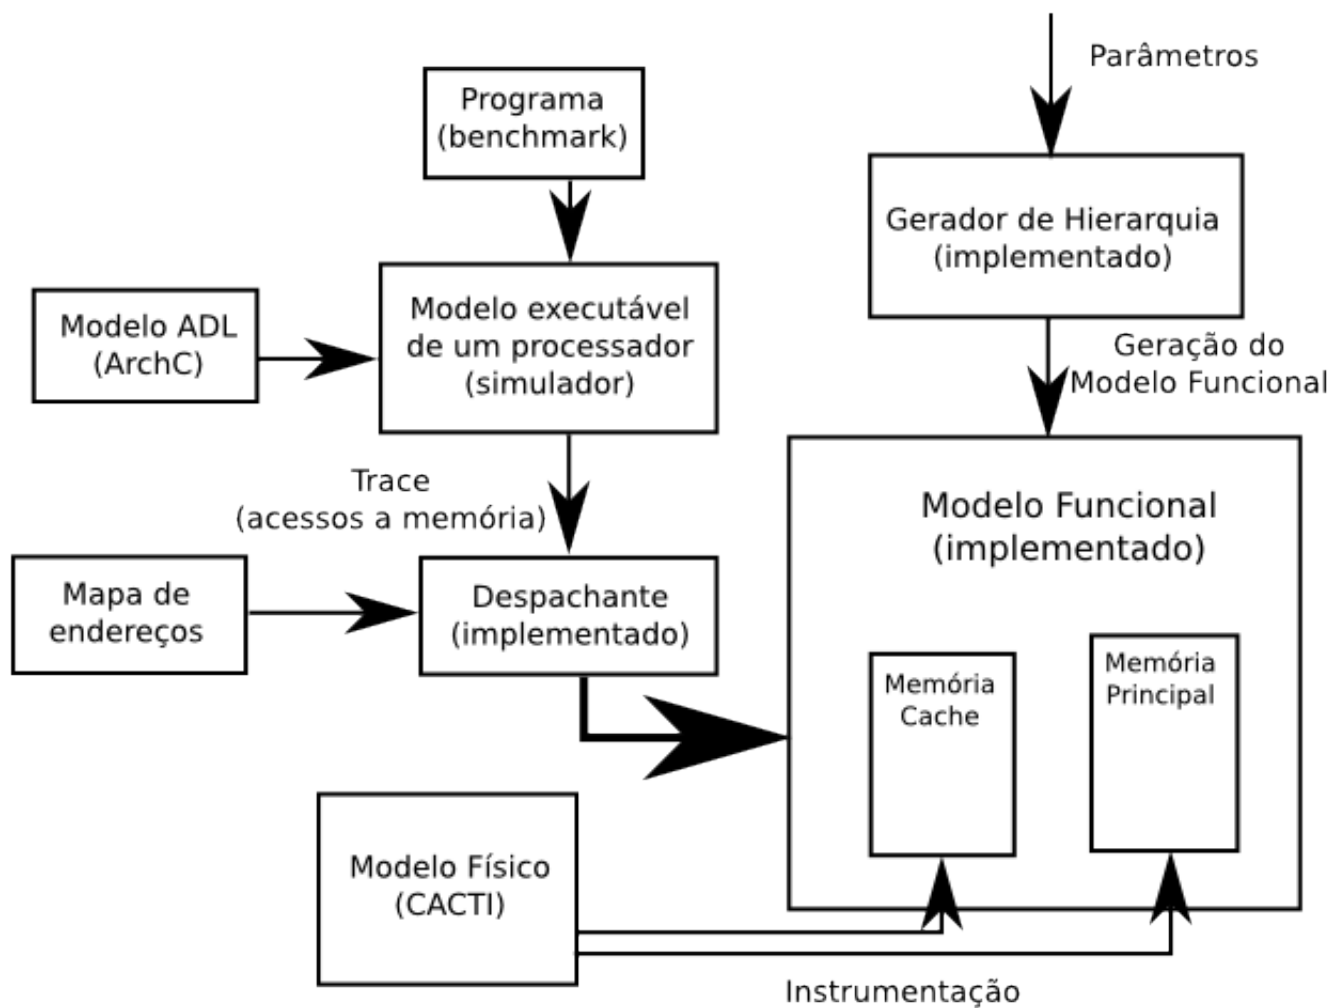 Parâmetros
Programa
(benchmark)
Gerador de Hierarquia
(implementado)
Modelo ADL
(ArchC)
Modelo executável
de um processador
(simulador)
Geração do
Modelo Funcional
Trace
(acessos a memória)
Modelo Funcional
(implementado)
Mapa de
endereços
Despachante
(implementado)
Memória
Cache
Memória
Principal
Modelo Físico
(CACTI)
Instrumentação